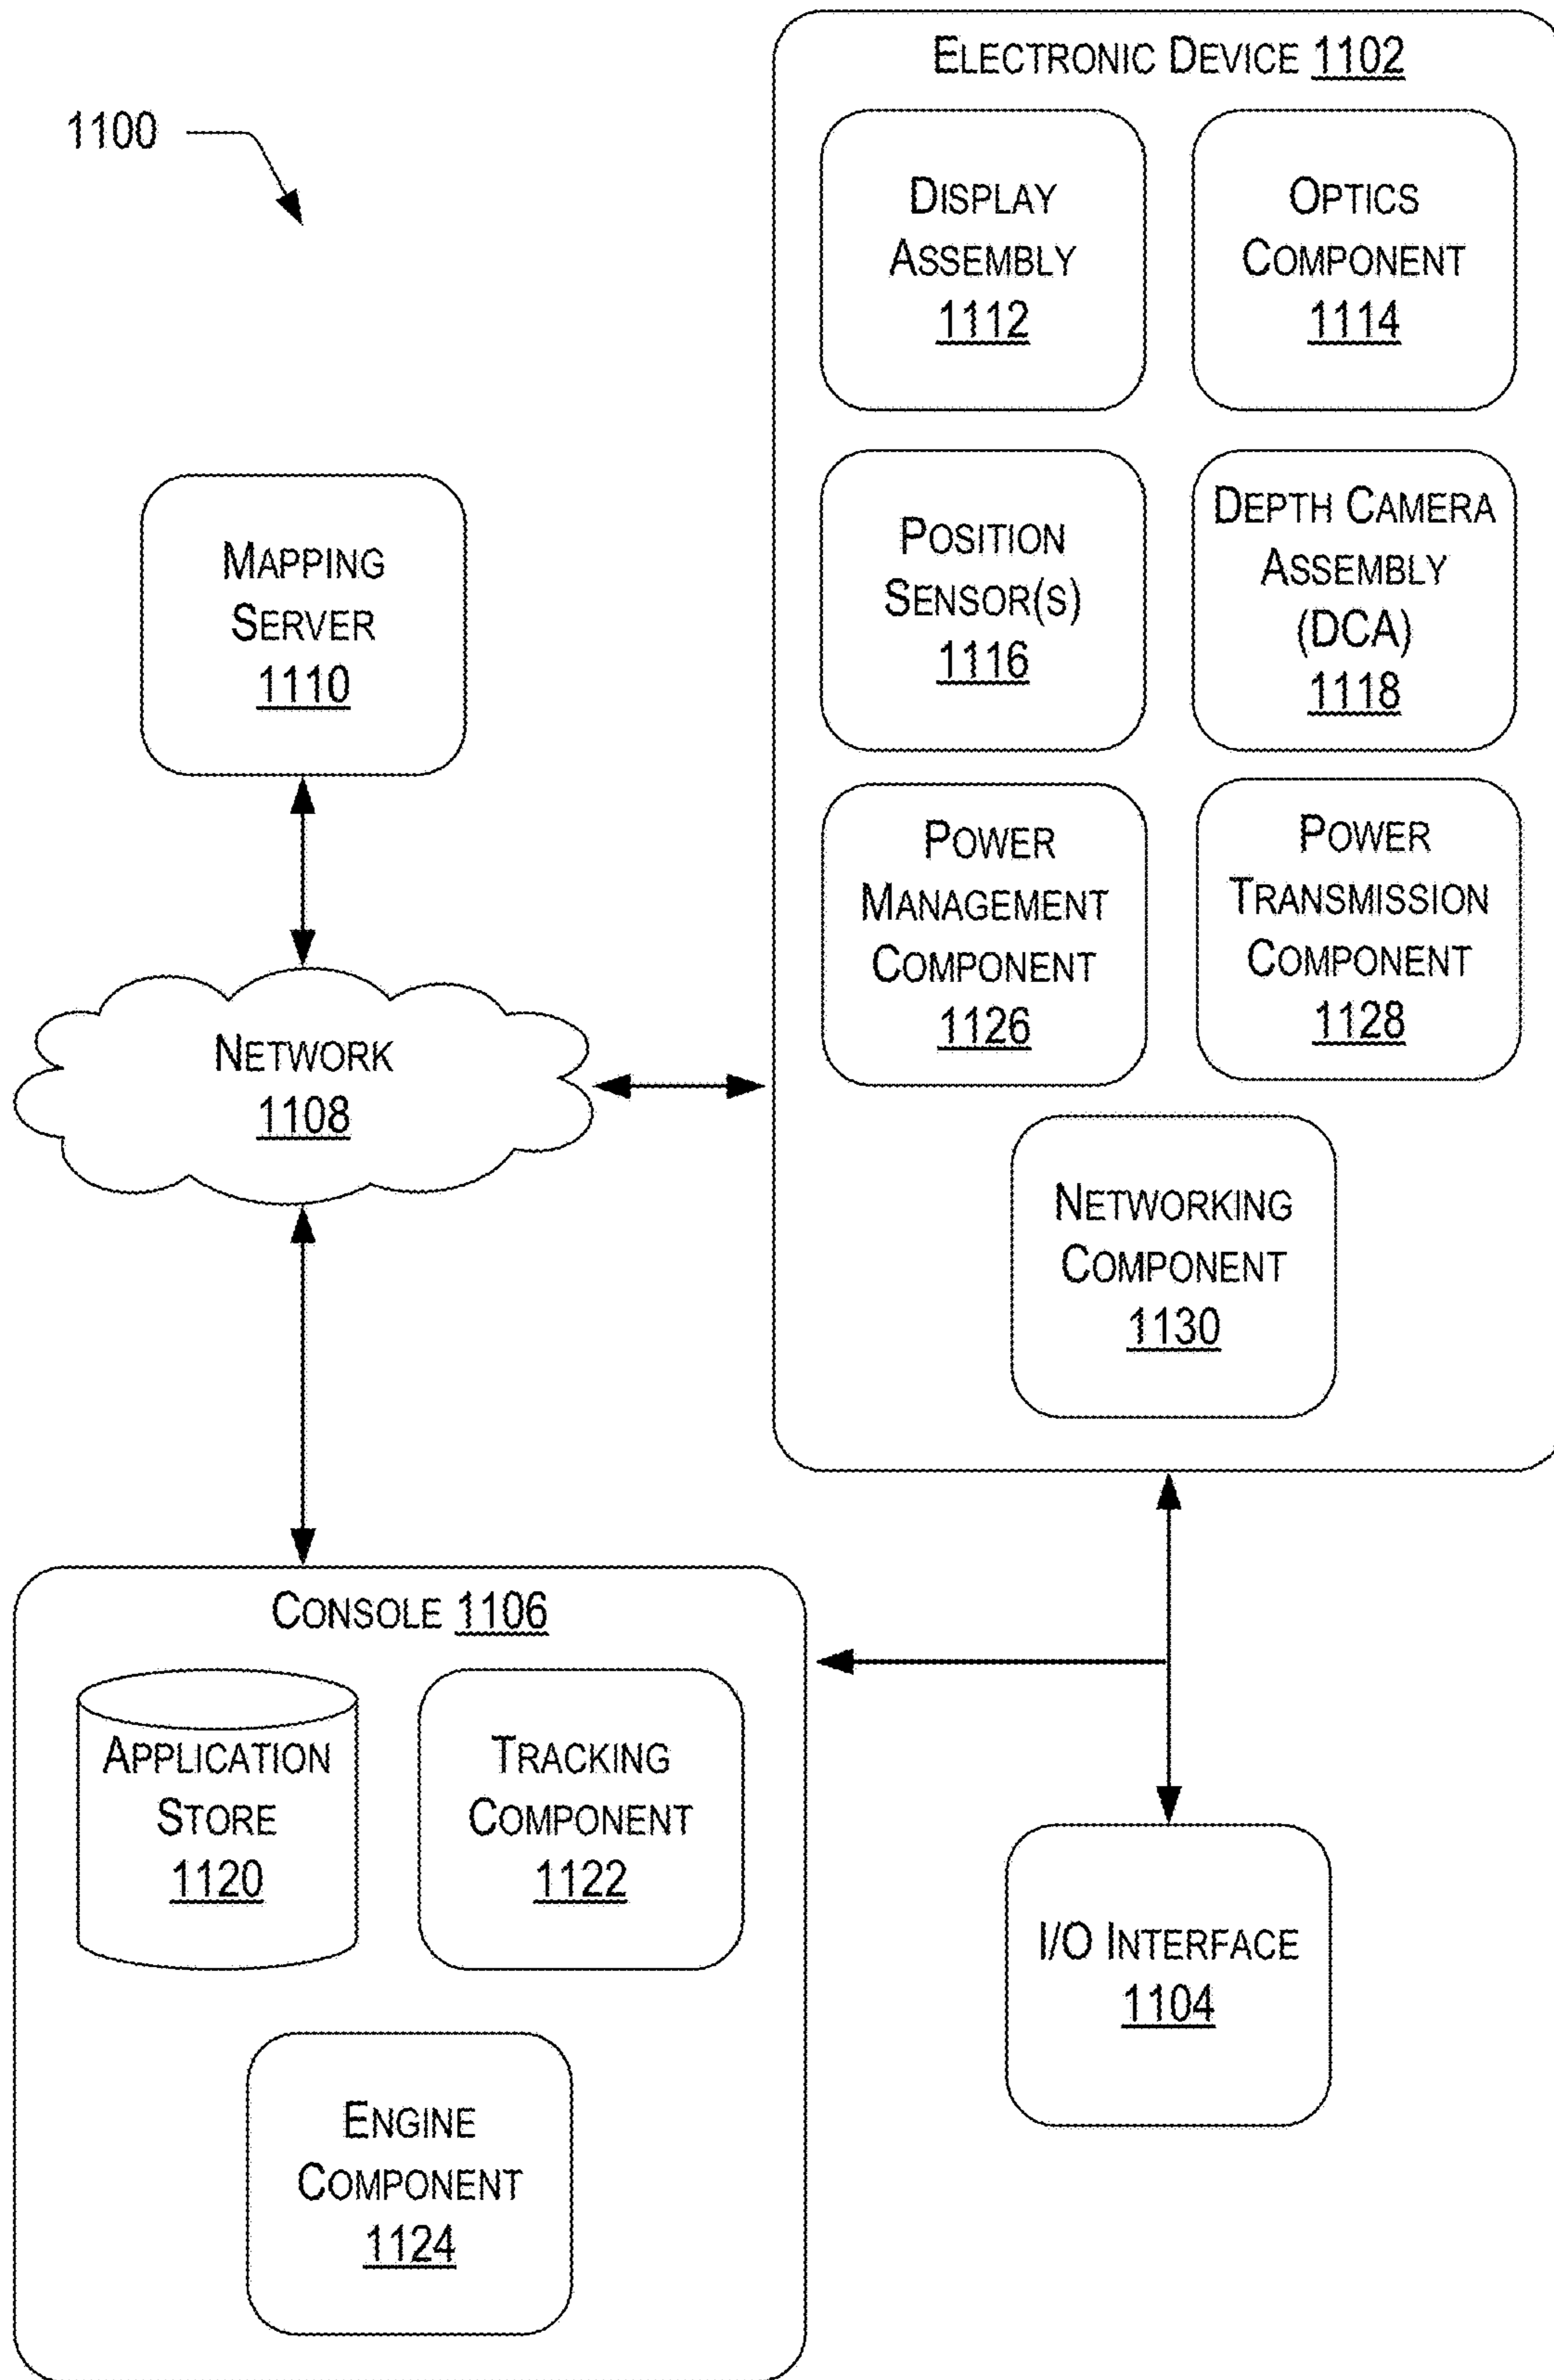 1100
ELECTRONIC DEVICE 1102
DISPLAY
ASSEMBLY
1112
OPTICS
COMPONENT
1114
POSITION
SENSOR(S)
1116
DEPTH CAMERA
ASSEMBLY
(DCA)
1118
POWER
MANAGEMENT
COMPONENT
1126
POWER
TRANSMISSION
COMPONENT
1128
NETWORKING
COMPONENT
1130
MAPPING
SERVER
1110
NETWORK
1108
CONSOLE 1106
APPLICATION
STORE
1120
TRACKING
COMPONENT
1122
ENGINE
COMPONENT
1124
I/O INTERFACE
1104